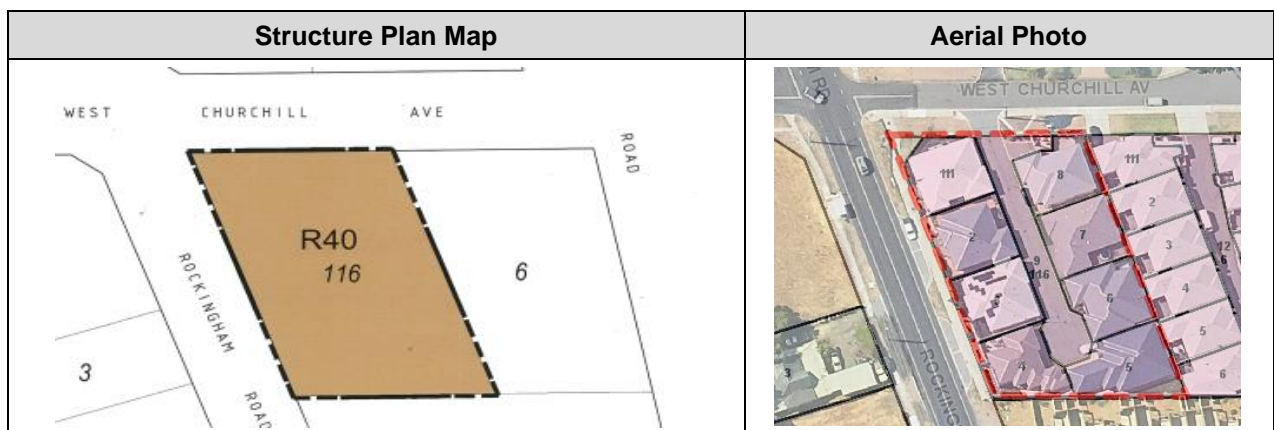 Structure Plan Map
Aerial Photo
WEST CHURCHILL AVE
ROAD
R40
116
6
ROCKINGHAM
ROAD
3
M RD
WEST CHURCHILL AV
111
8
111
2
7
2
3
9
116
12
6
6
4
4
5
5
6
3
ROCKING